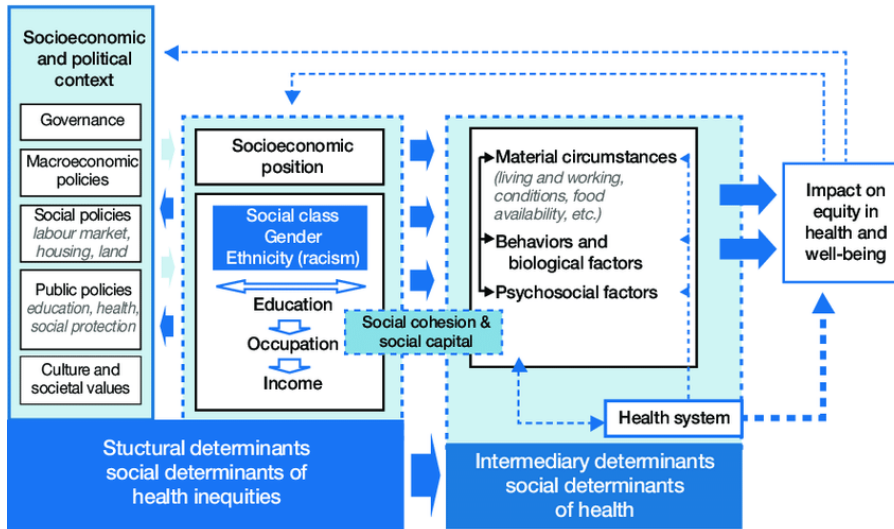 Socioeconomic
and political
context
Governance
Macroeconomic
policies
Social policies
labour market,
housing, land
Public policies
education, health,
social protection
Culture and
societal values
Socioeconomic
position
Social class
Gender
Ethnicity (racism)
Education
Occupation
Income
Social cohesion &
social capital
Material circumstances
(living and working,
conditions, food
availability, etc.)
Behaviors and
biological factors
Psychosocial factors
Health system
Impact on
equity in
health and
well-being
Stuctural determinants
social determinants of
health inequities
Intermediary determinants
social determinants
of health